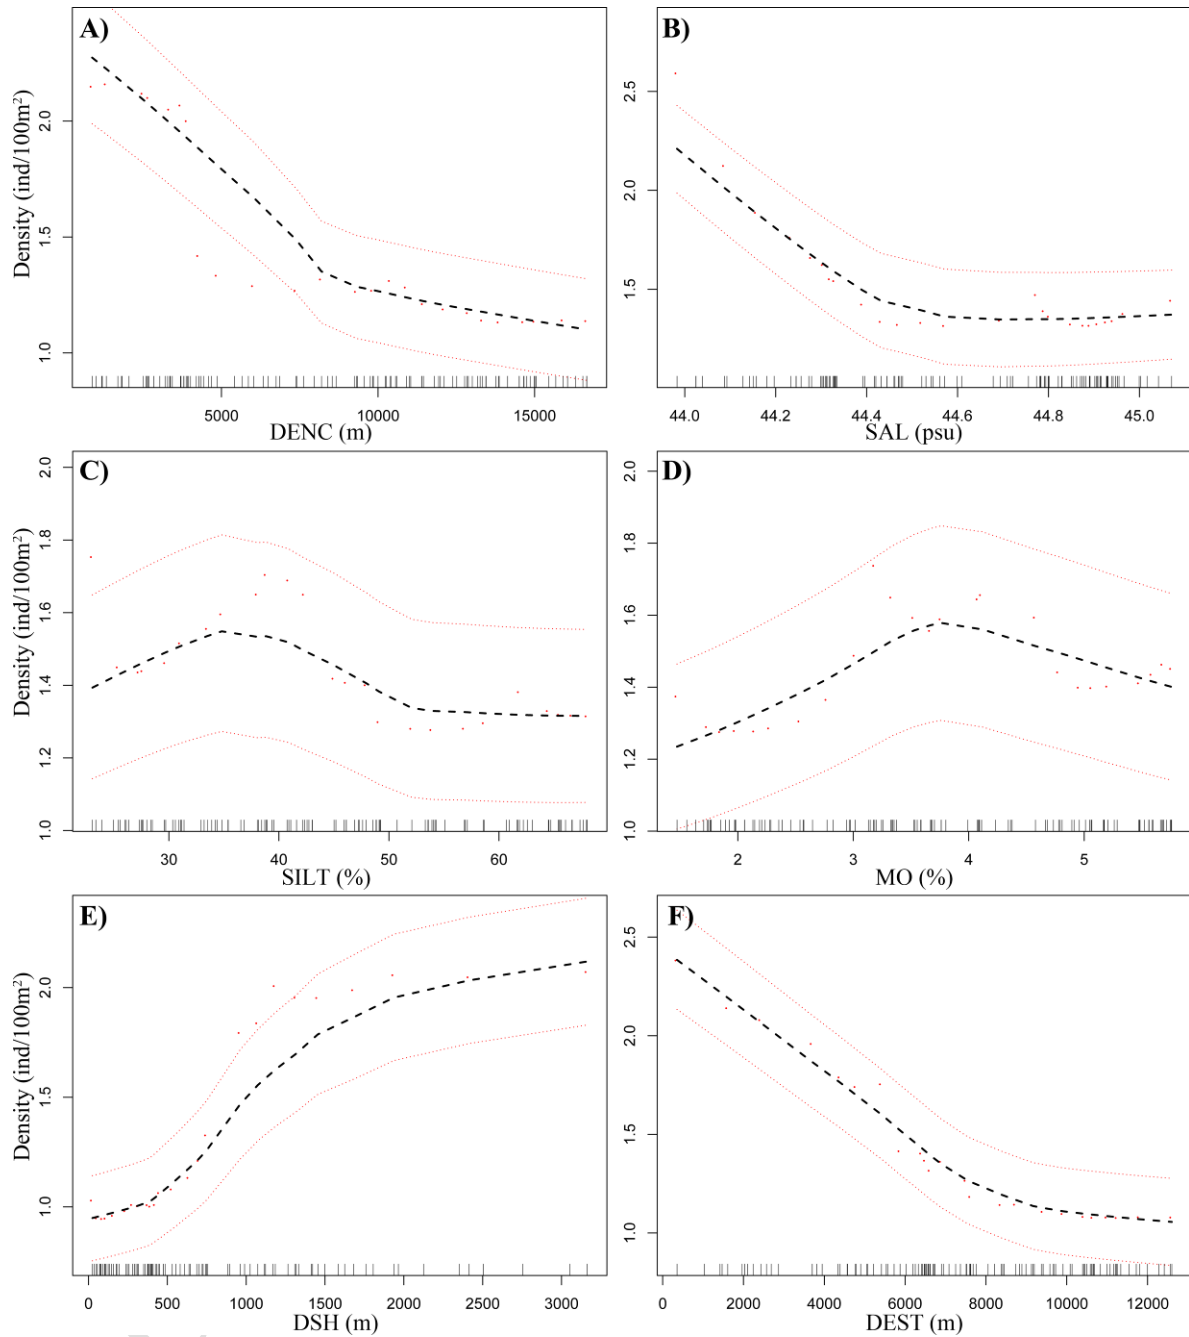 A)
B)
Density (ind/100m²)
2.0
1.5
1.0
2.5
2.0
1.5
5000 10000 15000
DENC (m)
44.0 44.2 44.4 44.6 44.8 45.0
SAL (psu)
C)
D)
Density (ind/100m²)
2.0
1.8
1.6
1.4
1.2
1.0
2.0
1.8
1.6
1.4
1.2
1.0
30 40 50 60
SILT (%)
2 3 4 5
MO (%)
E)
F)
Density (ind/100m²)
2.0
1.5
1.0
2.5
2.0
1.5
1.0
0 500 1000 1500 2000 2500 3000
DSH (m)
0 2000 4000 6000 8000 10000 12000
DEST (m)